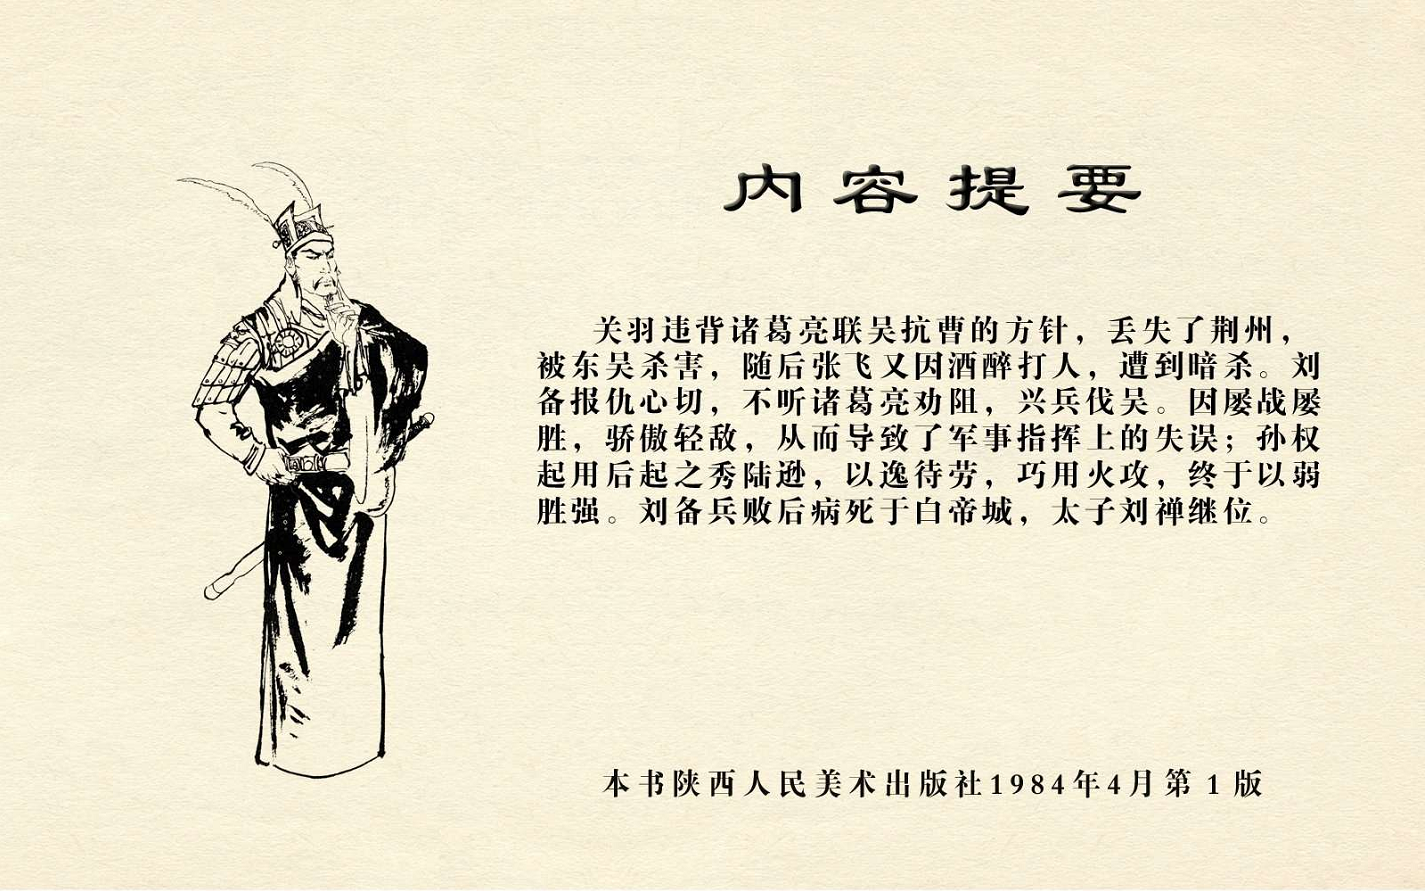 内容提要
关羽违背诸葛亮联吴抗曹的方针，丢失了荆州，
被东吴杀害，随后张飞又因酒醉打人，遭到暗杀。刘
备报仇心切，不听诸葛亮劝阻，兴兵伐吴。因屡战屡
胜，骄傲轻敌，从而导致了军事指挥上的失误；孙权
起用后起之秀陆逊，以逸待劳，巧用火攻，终于以弱
胜强。刘备兵败后病死于白帝城，太子刘禅继位。
本书陕西人民美术出版社1984年4月第 1 版